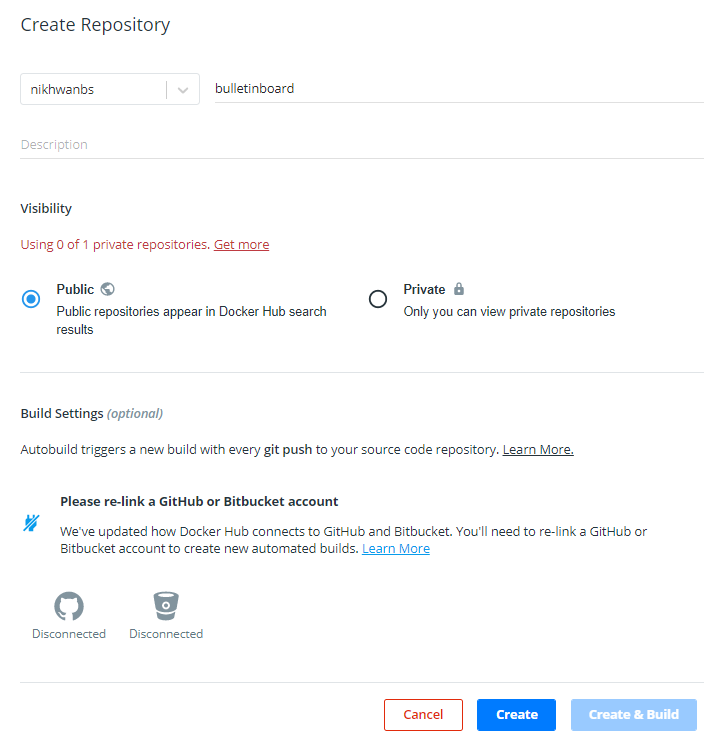 Create Repository
nikhwanbs bulletinboard
Description
Visibility
Using 0 of 1 private repositories. Get more
Public
Public repositories appear in Docker Hub search
results
Private
Only you can view private repositories
Build Settings (optional)
Autobuild triggers a new build with every git push to your source code repository. Learn More.
Please re-link a GitHub or Bitbucket account
We've updated how Docker Hub connects to GitHub and Bitbucket. You'll need to re-link a GitHub or
Bitbucket account to create new automated builds. Learn More
Disconnected Disconnected
Cancel Create Create & Build